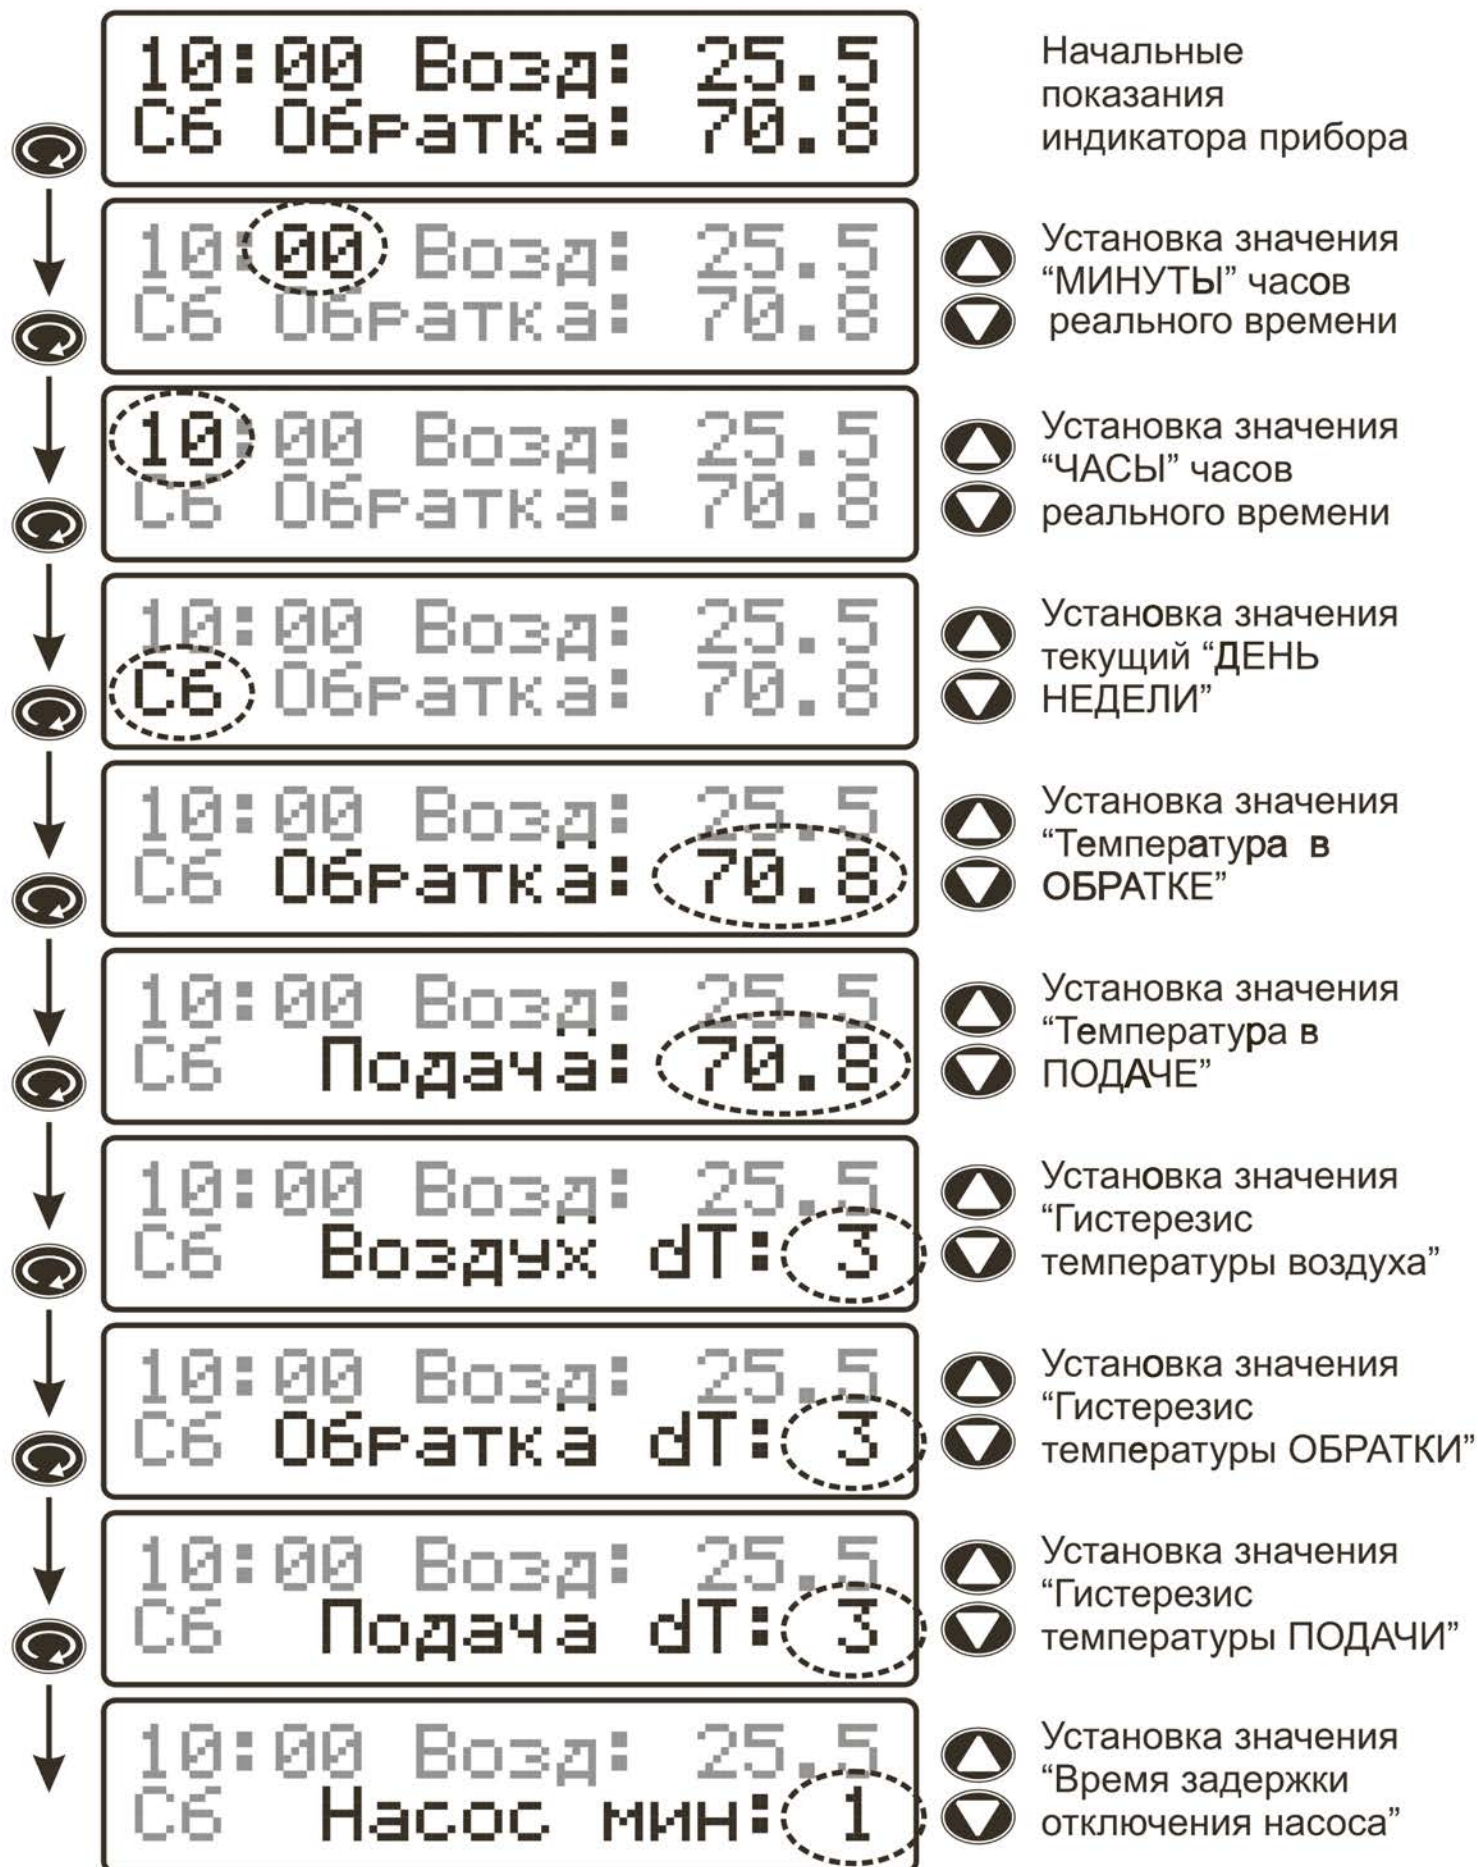 10:00 Возд: 25.5
Сб Обратка: 70.8
Начальные
показания
индикатора прибора
10:00 Возд: 25.5
Сб Обратка: 70.8
Установка значения
“МИНУТЫ” часов
реального времени
10:00 Возд: 25.5
Сб Обратка: 70.8
Установка значения
“ЧАСЫ” часов
реального времени
10:00 Возд: 25.5
Сб Обратка: 70.8
Установка значения
текущий “ДЕНЬ
НЕДЕЛИ”
10:00 Возд: 25.5
Сб Обратка: 70.8
Установка значения
“Температура в
ОБРАТКЕ”
10:00 Возд: 25.5
Сб Подача: 70.8
Установка значения
“Температура в
ПОДАЧЕ”
10:00 Возд: 25.5
Сб Воздух dT: 3
Установка значения
“Гистерезис
температуры воздуха”
10:00 Возд: 25.5
Сб Обратка dT: 3
Установка значения
“Гистерезис
температуры ОБРАТКИ”
10:00 Возд: 25.5
Сб Подача dT: 3
Установка значения
“Гистерезис
температуры ПОДАЧИ”
10:00 Возд: 25.5
Сб Насос мин: 1
Установка значения
“Время задержки
отключения насоса”